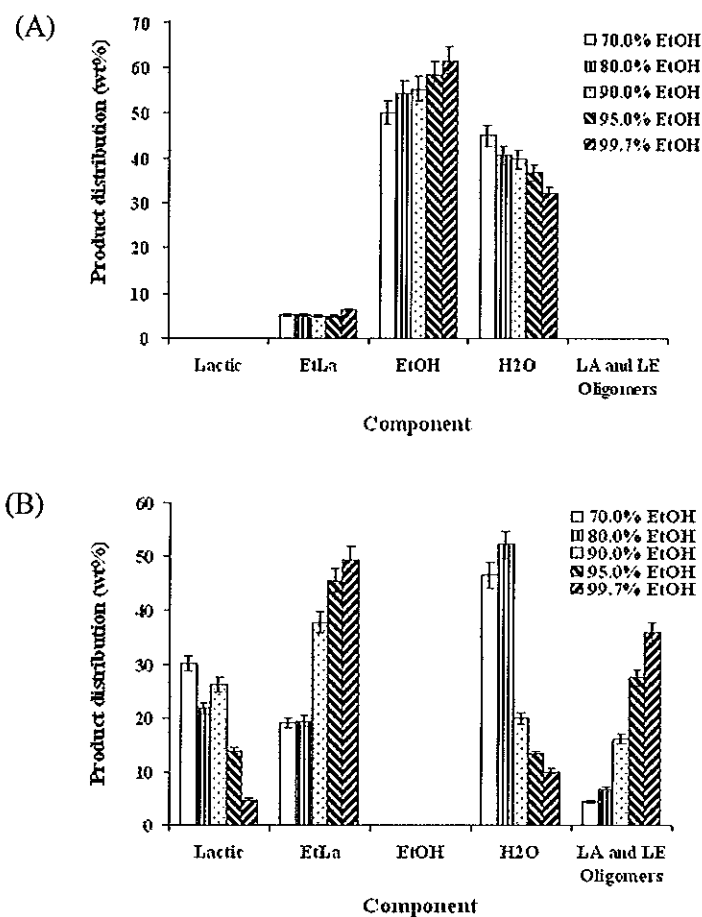 (A)
70
60
50
40
30
20
10
0
Product distribution (wt%)
70.0% EtOH
80.0% EtOH
90.0% EtOH
95.0% EtOH
99.7% EtOH
Lactic EtLa EtOH H2O LA and LE
Oligomers
Component
(B)
60
50
40
30
20
10
0
Product distribution (wt%)
70.0% EtOH
80.0% EtOH
90.0% EtOH
95.0% EtOH
99.7% EtOH
Lactic EtLa EtOH H2O LA and LE
Oligomers
Component